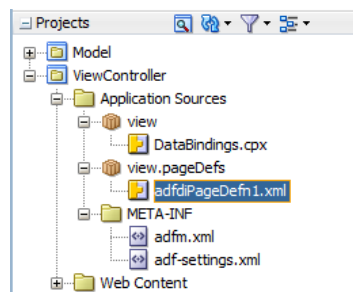 Projects
Model
ViewController
Application Sources
view
DataBindings.cpx
view.pageDefs
adfdiPageDefn1.xml
META-INF
adfm.xml
adf-settings.xml
Web Content